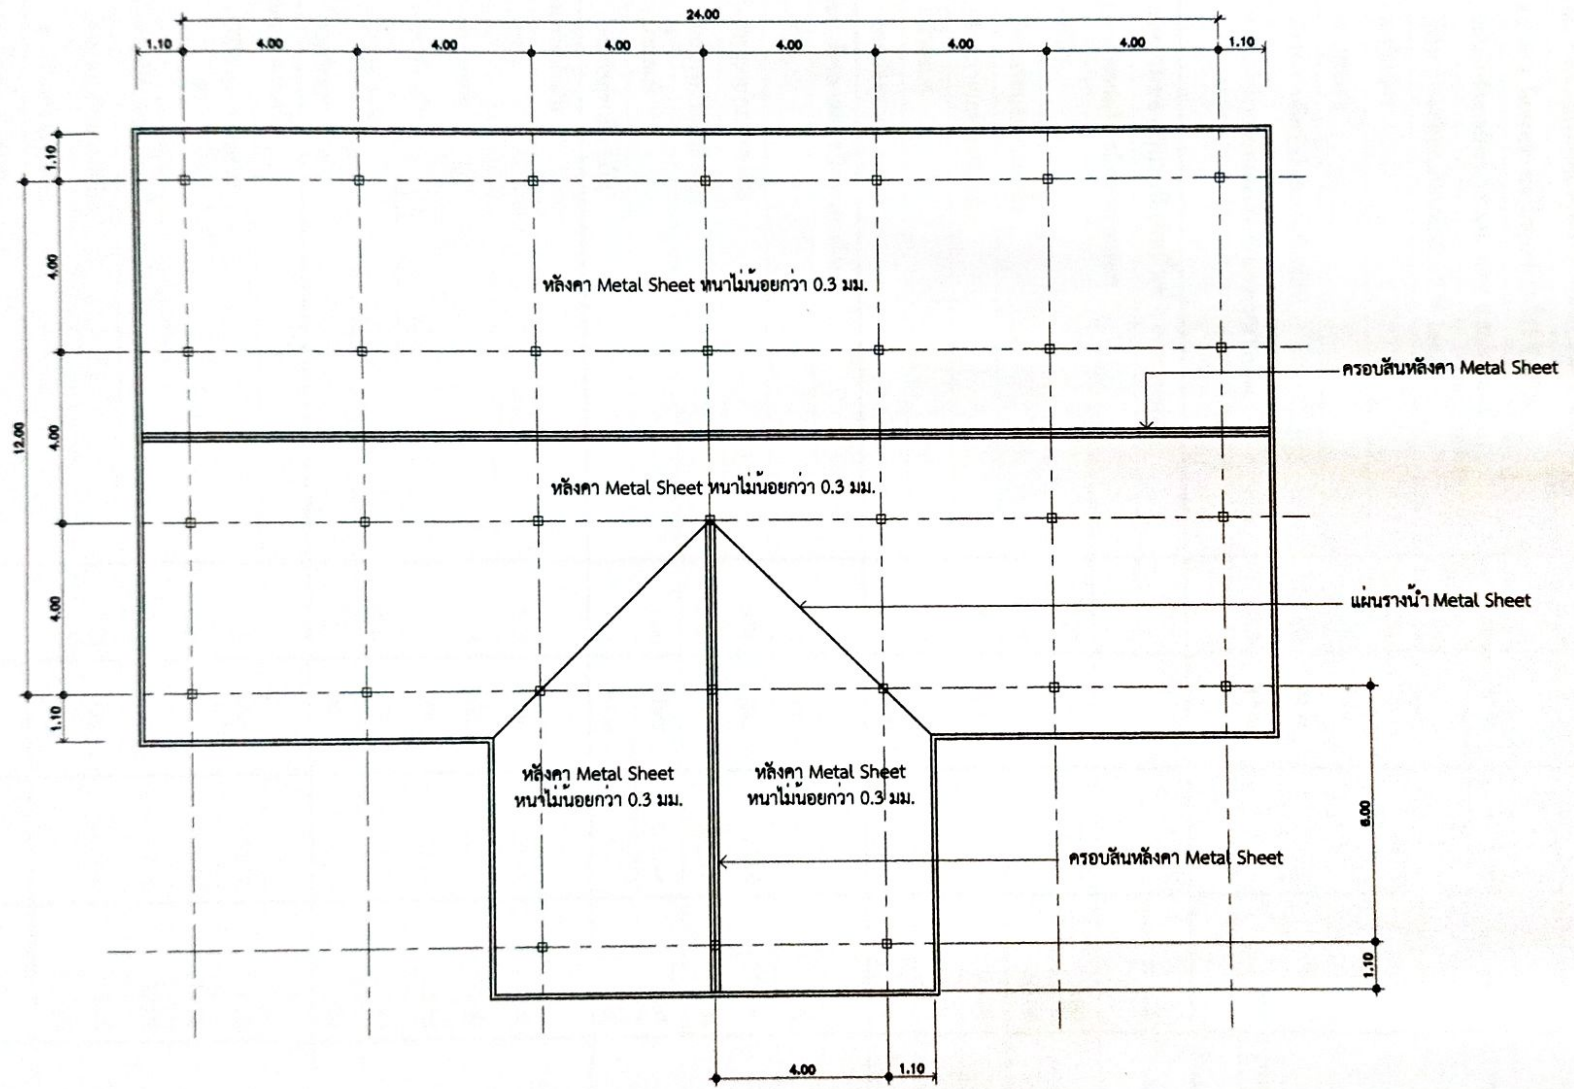 24.00
1.10 4.00 4.00 4.00 4.00 4.00 4.00 1.10
1.10
4.00
12.00
4.00
4.00
1.10
หลังคา Metal Sheet หนาไม่น้อยกว่า 0.3 มม.
ครอบสันหลังคา Metal Sheet
หลังคา Metal Sheet หนาไม่น้อยกว่า 0.3 มม.
แผ่นรางน้ำ Metal Sheet
หลังคา Metal Sheet
หนาไม่น้อยกว่า 0.3 มม.
หลังคา Metal Sheet
หนาไม่น้อยกว่า 0.3 มม.
ครอบสันหลังคา Metal Sheet
6.00
1.10
4.00 1.10